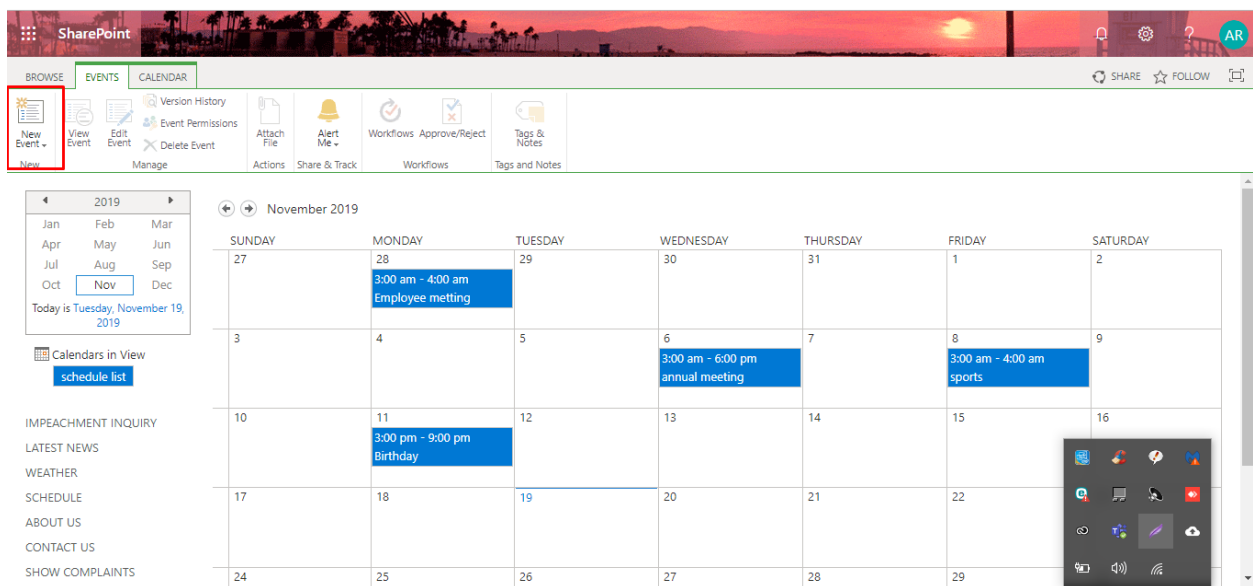 SharePoint
?
AR
BROWSE EVENTS CALENDAR
SHARE FOLLOW
New
Event
View
Event
Edit
Event
Version History
Event Permissions
Delete Event
Attach
File
Alert
Me
Workflows Approve/Reject
Tags &
Notes
New Manage Actions Share & Track Workflows Tags and Notes
2019
Jan Feb Mar
Apr May Jun
Jul Aug Sep
Oct Nov Dec
Today is Tuesday, November 19,
2019
Calendars in View
schedule list
IMPEACHMENT INQUIRY
LATEST NEWS
WEATHER
SCHEDULE
ABOUT US
CONTACT US
SHOW COMPLAINTS
November 2019
SUNDAY MONDAY TUESDAY WEDNESDAY THURSDAY FRIDAY SATURDAY
27 28 29 30 31 1 2
3:00 am - 4:00 am
Employee metting
3 4 5 6 7 8 9
3:00 am - 6:00 pm
annual meeting
3:00 am - 4:00 am
sports
10 11 12 13 14 15 16
3:00 pm - 9:00 pm
Birthday
17 18 19 20 21 22
24 25 26 27 28 29